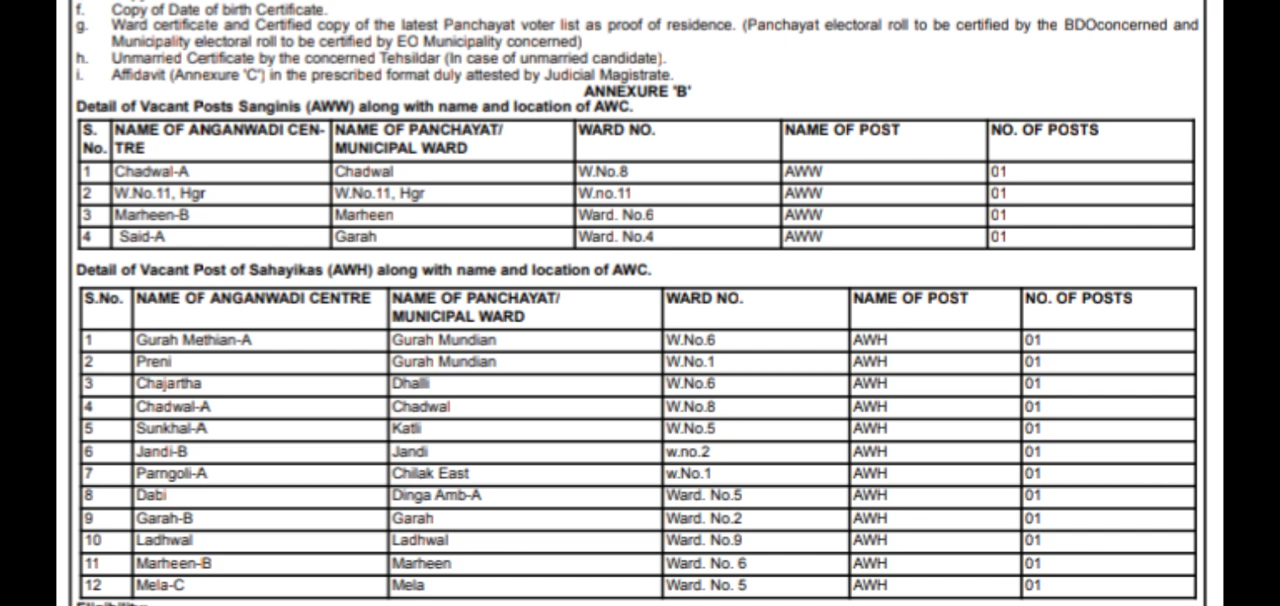 f. Copy of Date of birth Certificate.
g. Ward certificate and Certified copy of the latest Panchayat voter list as proof of residence. (Panchayat electoral roll to be certified by the BDOconcerned and
Municipality electoral roll to be certified by EO Municipality concerned)
h. Unmarried Certificate by the concerned Tehsildar (In case of unmarried candidate).
i. Affidavit (Annexure 'C') in the prescribed format duly attested by Judicial Magistrate.
ANNEXURE 'B'
Detail of Vacant Posts Sanginis (AWW) along with name and location of AWC.
S. NAME OF ANGANWADI CEN- NAME OF PANCHAYAT/ WARD NO. NAME OF POST NO. OF POSTS
No. TRE MUNICIPAL WARD
1 Chadwal-A Chadwal W.No.8 AWW 01
2 W.No.11, Hgr W.No.11, Hgr W.no.11 AWW 01
3 Marheen-B Marheen Ward. No.6 AWW 01
4 Said-A Garah Ward. No.4 AWW 01
Detail of Vacant Post of Sahayikas (AWH) along with name and location of AWC.
S.No. NAME OF ANGANWADI CENTRE NAME OF PANCHAYAT/ WARD NO. NAME OF POST NO. OF POSTS
MUNICIPAL WARD
1 Gurah Methian-A Gurah Mundian W.No.6 AWH 01
2 Preni Gurah Mundian W.No.1 AWH 01
3 Chajartha Dhalli W.No.6 AWH 01
4 Chadwal-A Chadwal W.No.8 AWH 01
5 Sunkhal-A Katli W.No.5 AWH 01
6 Jandi-B Jandi w.no.2 AWH 01
7 Parngoli-A Chilak East w.No.1 AWH 01
8 Dabi Dinga Amb-A Ward. No.5 AWH 01
9 Garah-B Garah Ward. No.2 AWH 01
10 Ladhwal Ladhwal Ward. No.9 AWH 01
11 Marheen-B Marheen Ward. No. 6 AWH 01
12 Mela-C Mela Ward. No. 5 AWH 01